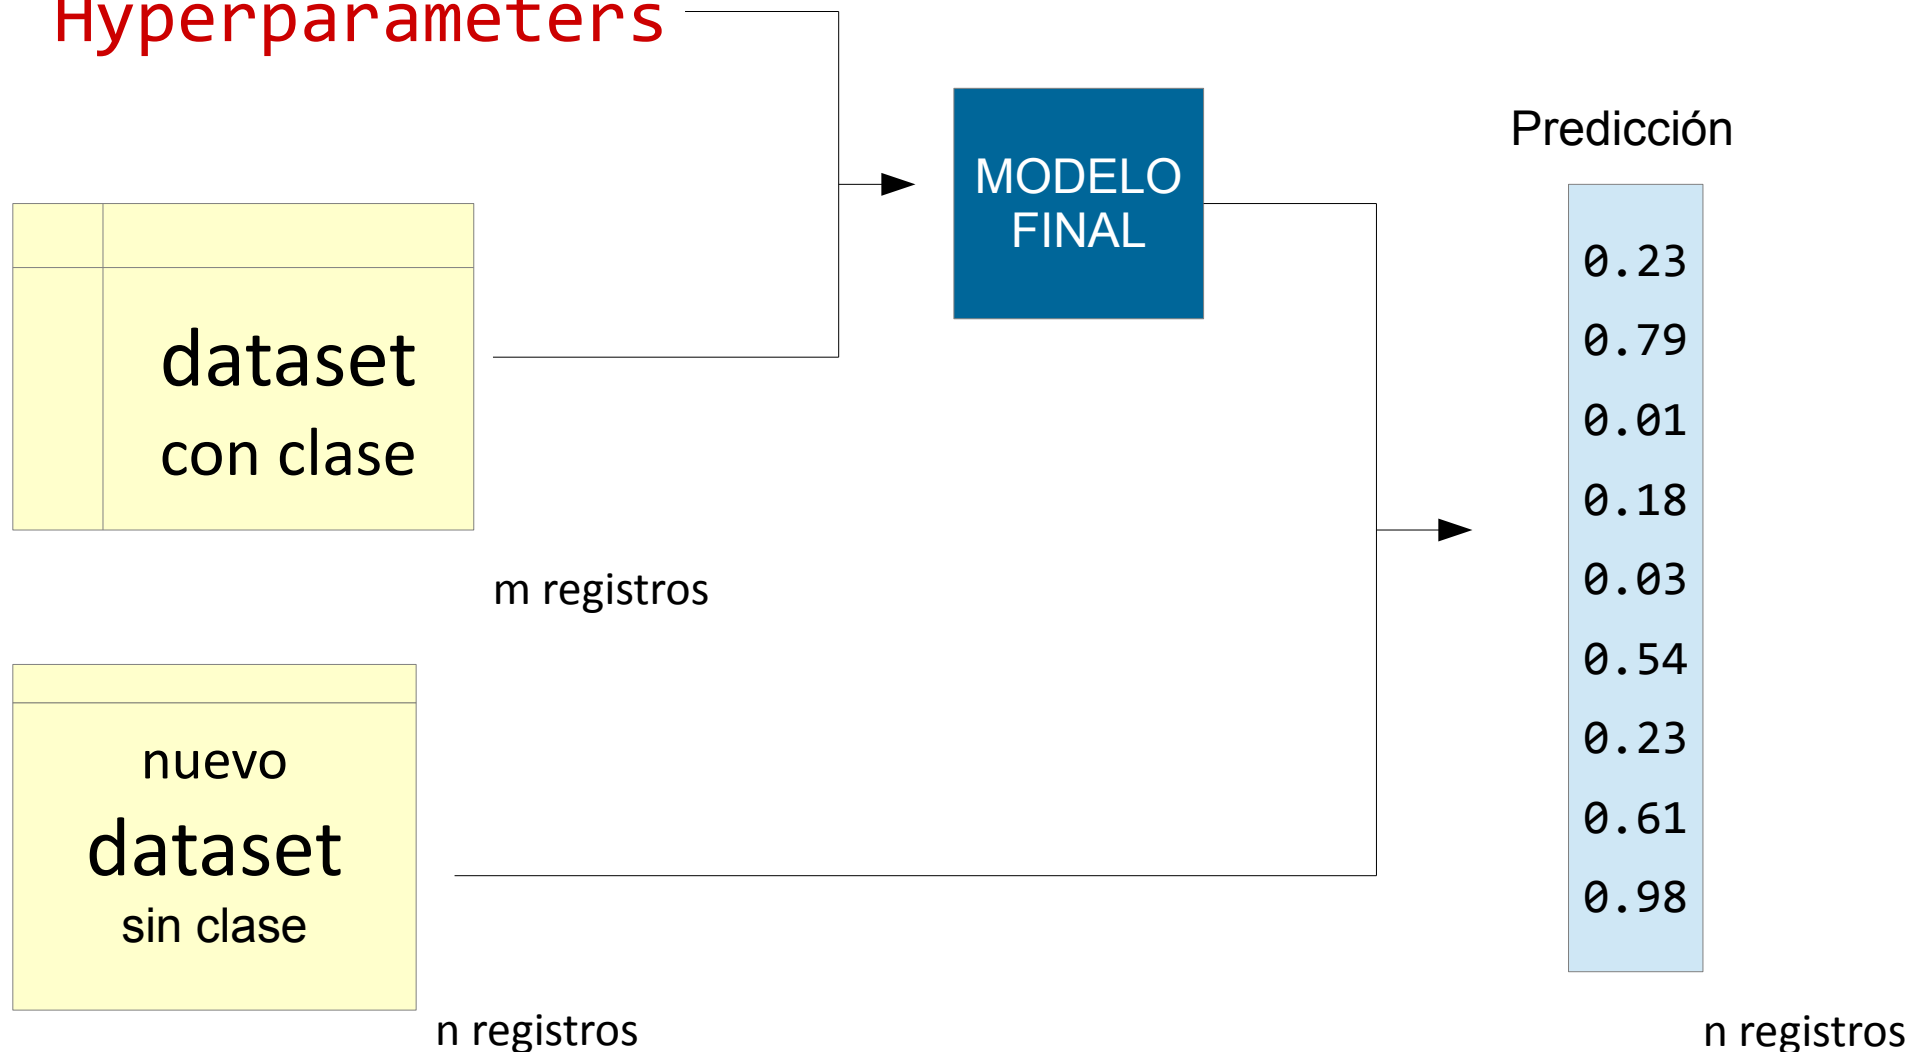 Hyperparameters
MODELO
FINAL
dataset
con clase
m registros
nuevo
dataset
sin clase
n registros
Predicción
0.23
0.79
0.01
0.18
0.03
0.54
0.23
0.61
0.98
n registros